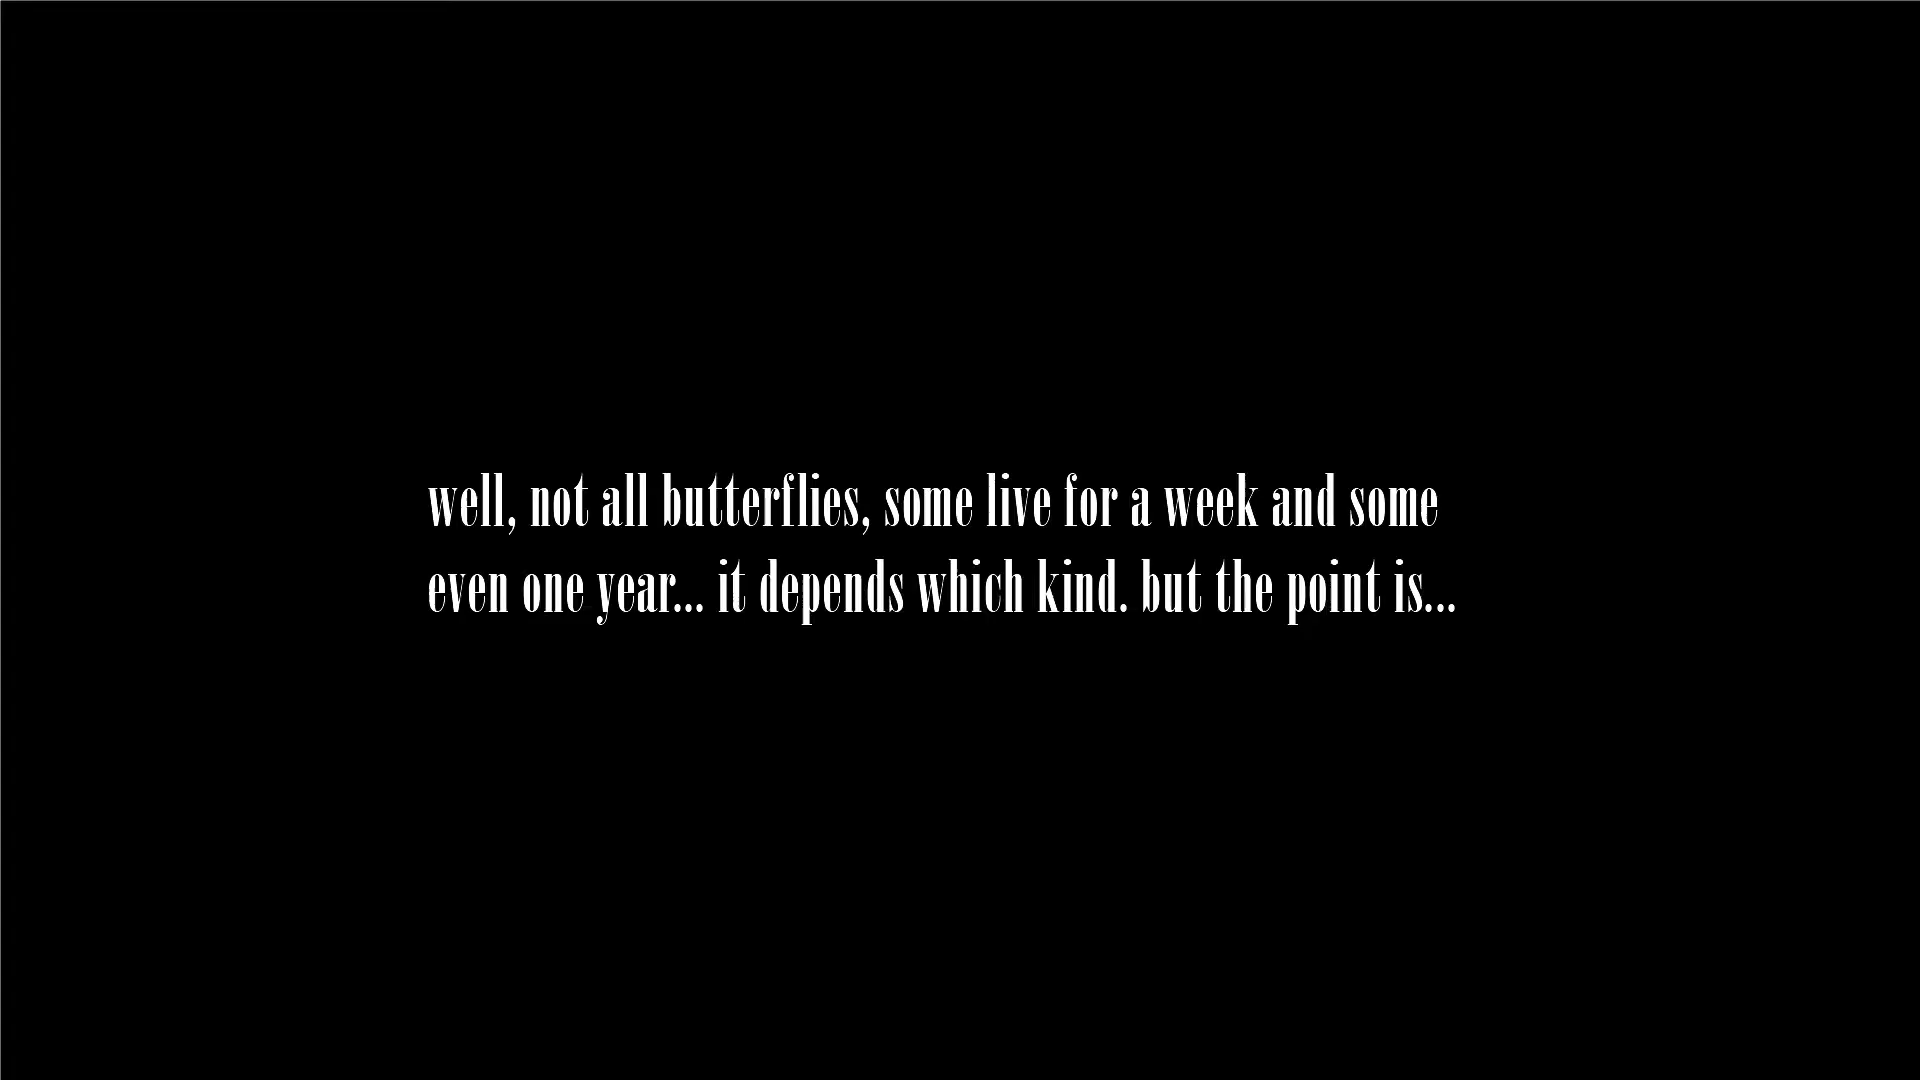 well, not all butterflies, some live for a week and some
even one year... it depends which kind. but the point is...